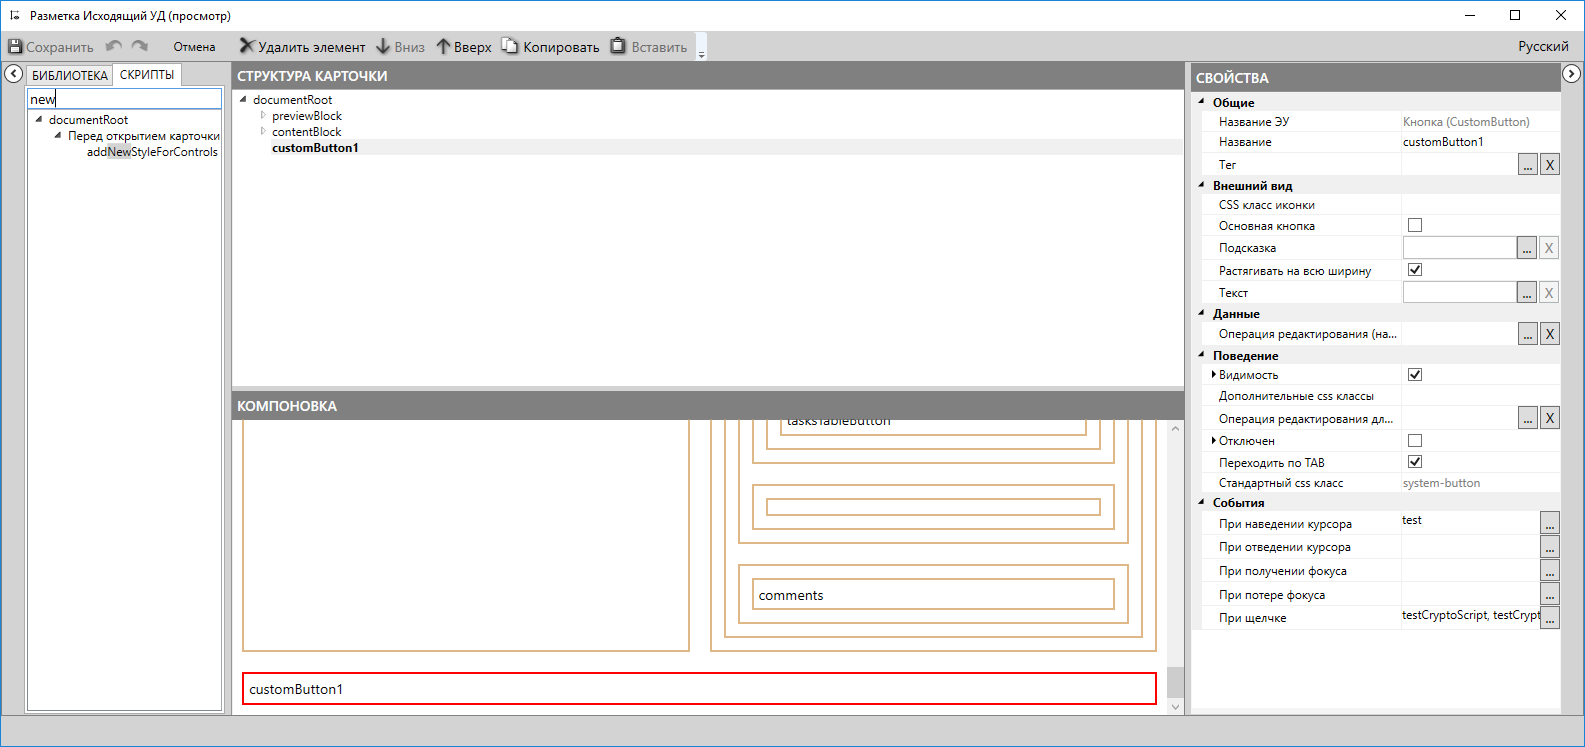 Разметка Исходящий УД (просмотр)
Сохранить Отмена Удалить элемент Вниз Вверх Копировать Вставить Русский
БИБЛИОТЕКА СКРИПТЫ
new
documentRoot
Перед открытием карточки
addNewStyleForControls
СТРУКТУРА КАРТОЧКИ
documentRoot
previewBlock
contentBlock
customButton1
КОМПОНОВКА
tasksTableButton
comments
customButton1
СВОЙСТВА
Общие
Название ЭУ Кнопка (CustomButton)
Название customButton1
Тег ... X
Внешний вид
CSS класс иконки
Основная кнопка
Подсказка ... X
Растягивать на всю ширину
Текст ... X
Данные
Операция редактирования (на... ... X
Поведение
Видимость
Дополнительные css классы
Операция редактирования дл... ... X
Отключен
Переходить по TAB
Стандартный css класс system-button
События
При наведении курсора test ...
При отведении курсора ...
При получении фокуса ...
При потере фокуса ...
При щелчке testCryptoScript, testCrypt ...